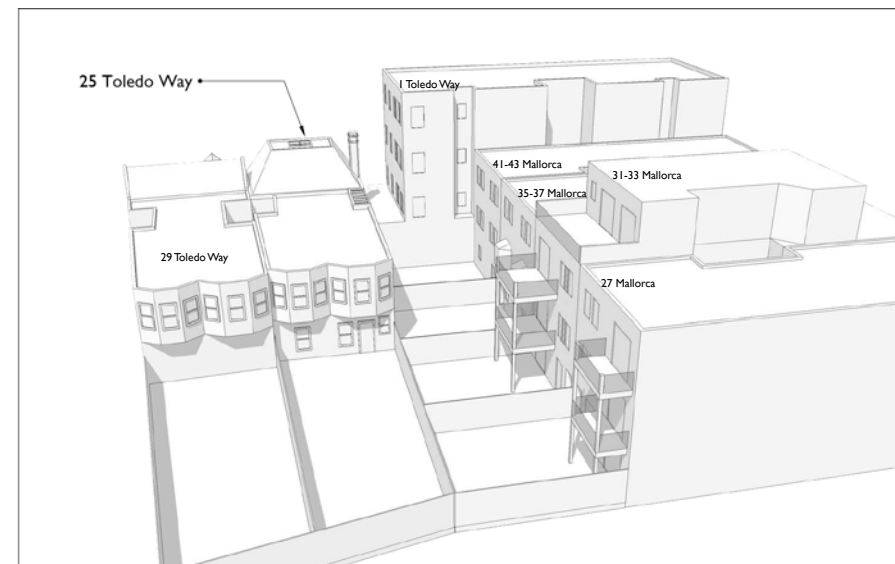 25 Toledo Way
1 Toledo Way
41-43 Mallorca
31-33 Mallorca
35-37 Mallorca
29 Toledo Way
27 Mallorca